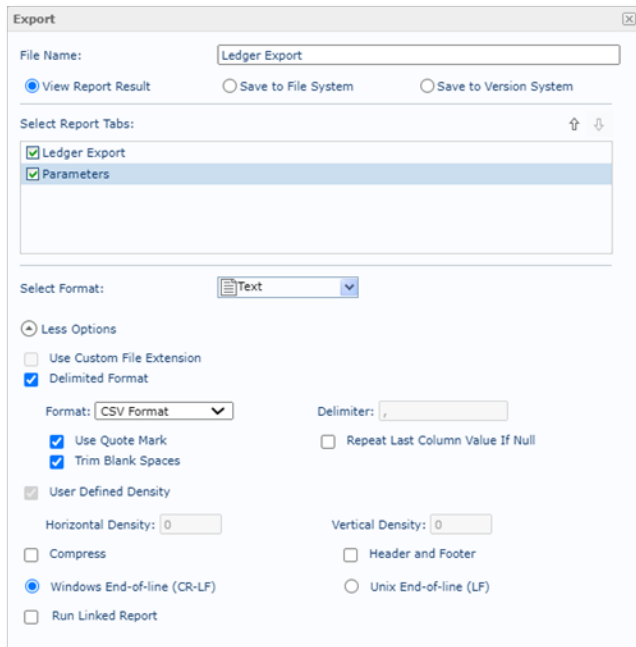 Export
File Name: Ledger Export
View Report Result Save to File System Save to Version System
Select Report Tabs:
Ledger Export
Parameters
Select Format: Text
Less Options
Use Custom File Extension
Delimited Format
Format: CSV Format Delimiter: ,
Use Quote Mark Repeat Last Column Value If Null
Trim Blank Spaces
User Defined Density
Horizontal Density: 0 Vertical Density: 0
Compress Header and Footer
Windows End-of-line (CR-LF) Unix End-of-line (LF)
Run Linked Report